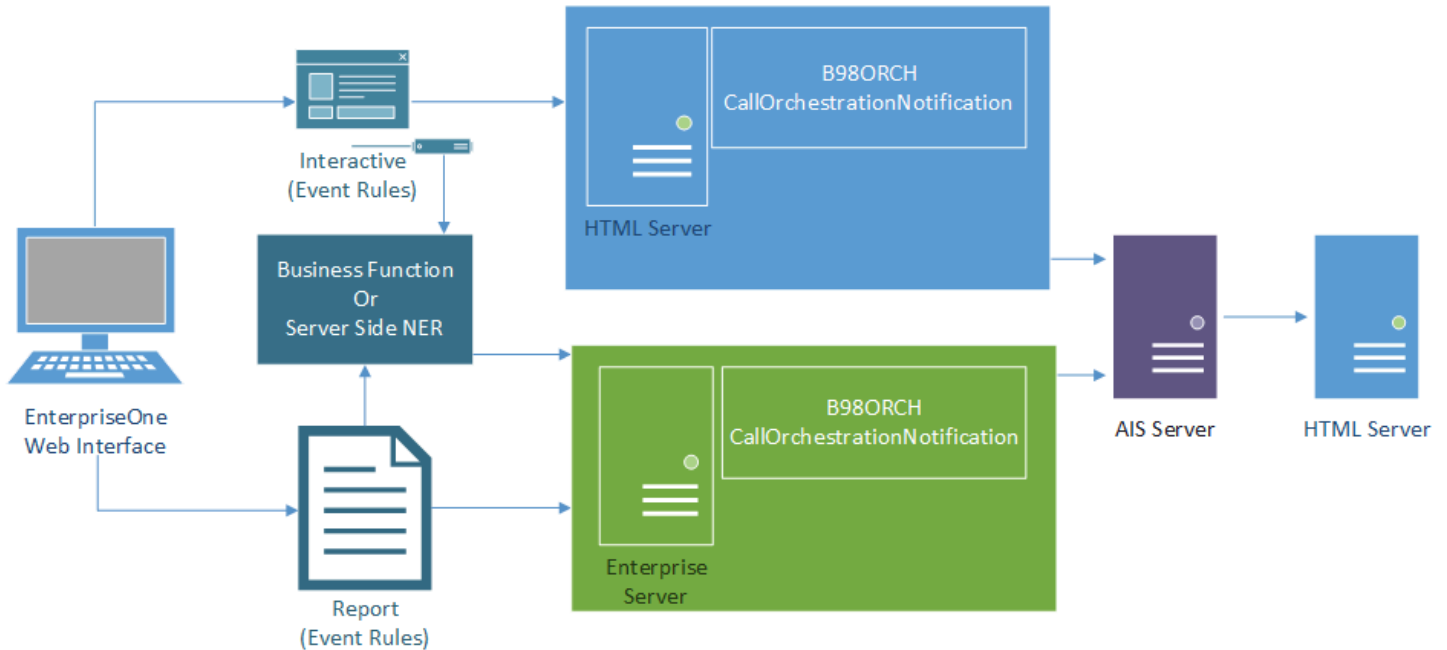 B98ORCH
CallOrchestrationNotification
Interactive
(Event Rules)
HTML Server
Business Function
Or
Server Side NER
EnterpriseOne
Web Interface
B98ORCH
CallOrchestrationNotification
AIS Server
HTML Server
Enterprise
Server
Report
(Event Rules)